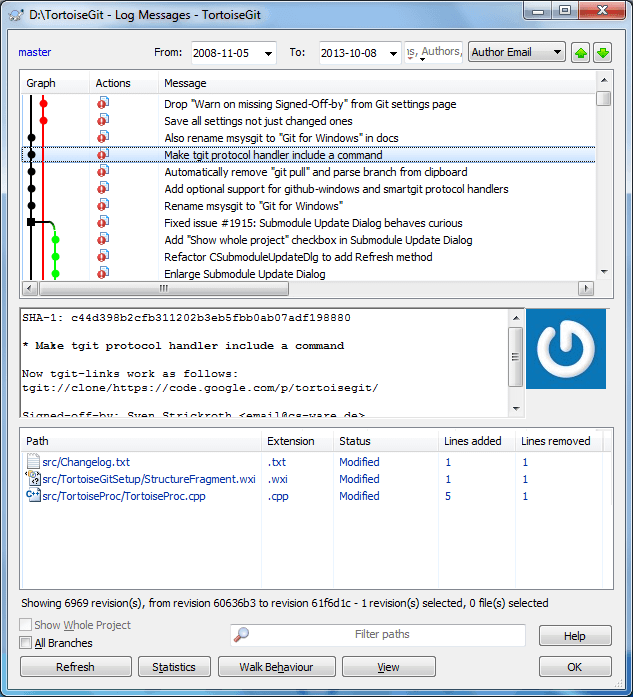 D:\TortoiseGit - Log Messages - TortoiseGit
master From: 2008-11-05 To: 2013-10-08 Authors, Author Email
Graph Actions Message
Drop "Warn on missing Signed-Off-by" from Git settings page
Save all settings not just changed ones
Also rename msysgit to "Git for Windows" in docs
Make tgit protocol handler include a command
Automatically remove "git pull" and parse branch from clipboard
Add optional support for github-windows and smartgit protocol handlers
Rename msysgit to "Git for Windows"
Fixed issue #1915: Submodule Update Dialog behaves curious
Add "Show whole project" checkbox in Submodule Update Dialog
Refactor CSubmoduleUpdateDlg to add Refresh method
Enlarge Submodule Update Dialog
SHA-1: c44d398b2cfb311202b3eb5fbb0ab07adf198880
* Make tgit protocol handler include a command
Now tgit-links work as follows:
tgit://clone/https://code.google.com/p/tortoisegit/
Signed-off-by: Sven Strickroth <email@cs-ware.de>
Path Extension Status Lines added Lines removed
src/Changelog.txt .txt Modified 1 1
src/TortoiseGitSetup/StructureFragment.wxi .wxi Modified 1 1
src/TortoiseProc/TortoiseProc.cpp .cpp Modified 5 1
Showing 6969 revision(s), from revision 60636b3 to revision 61f6d1c - 1 revision(s) selected, 0 file(s) selected
Show Whole Project
All Branches Filter paths Help
Refresh Statistics Walk Behaviour View OK